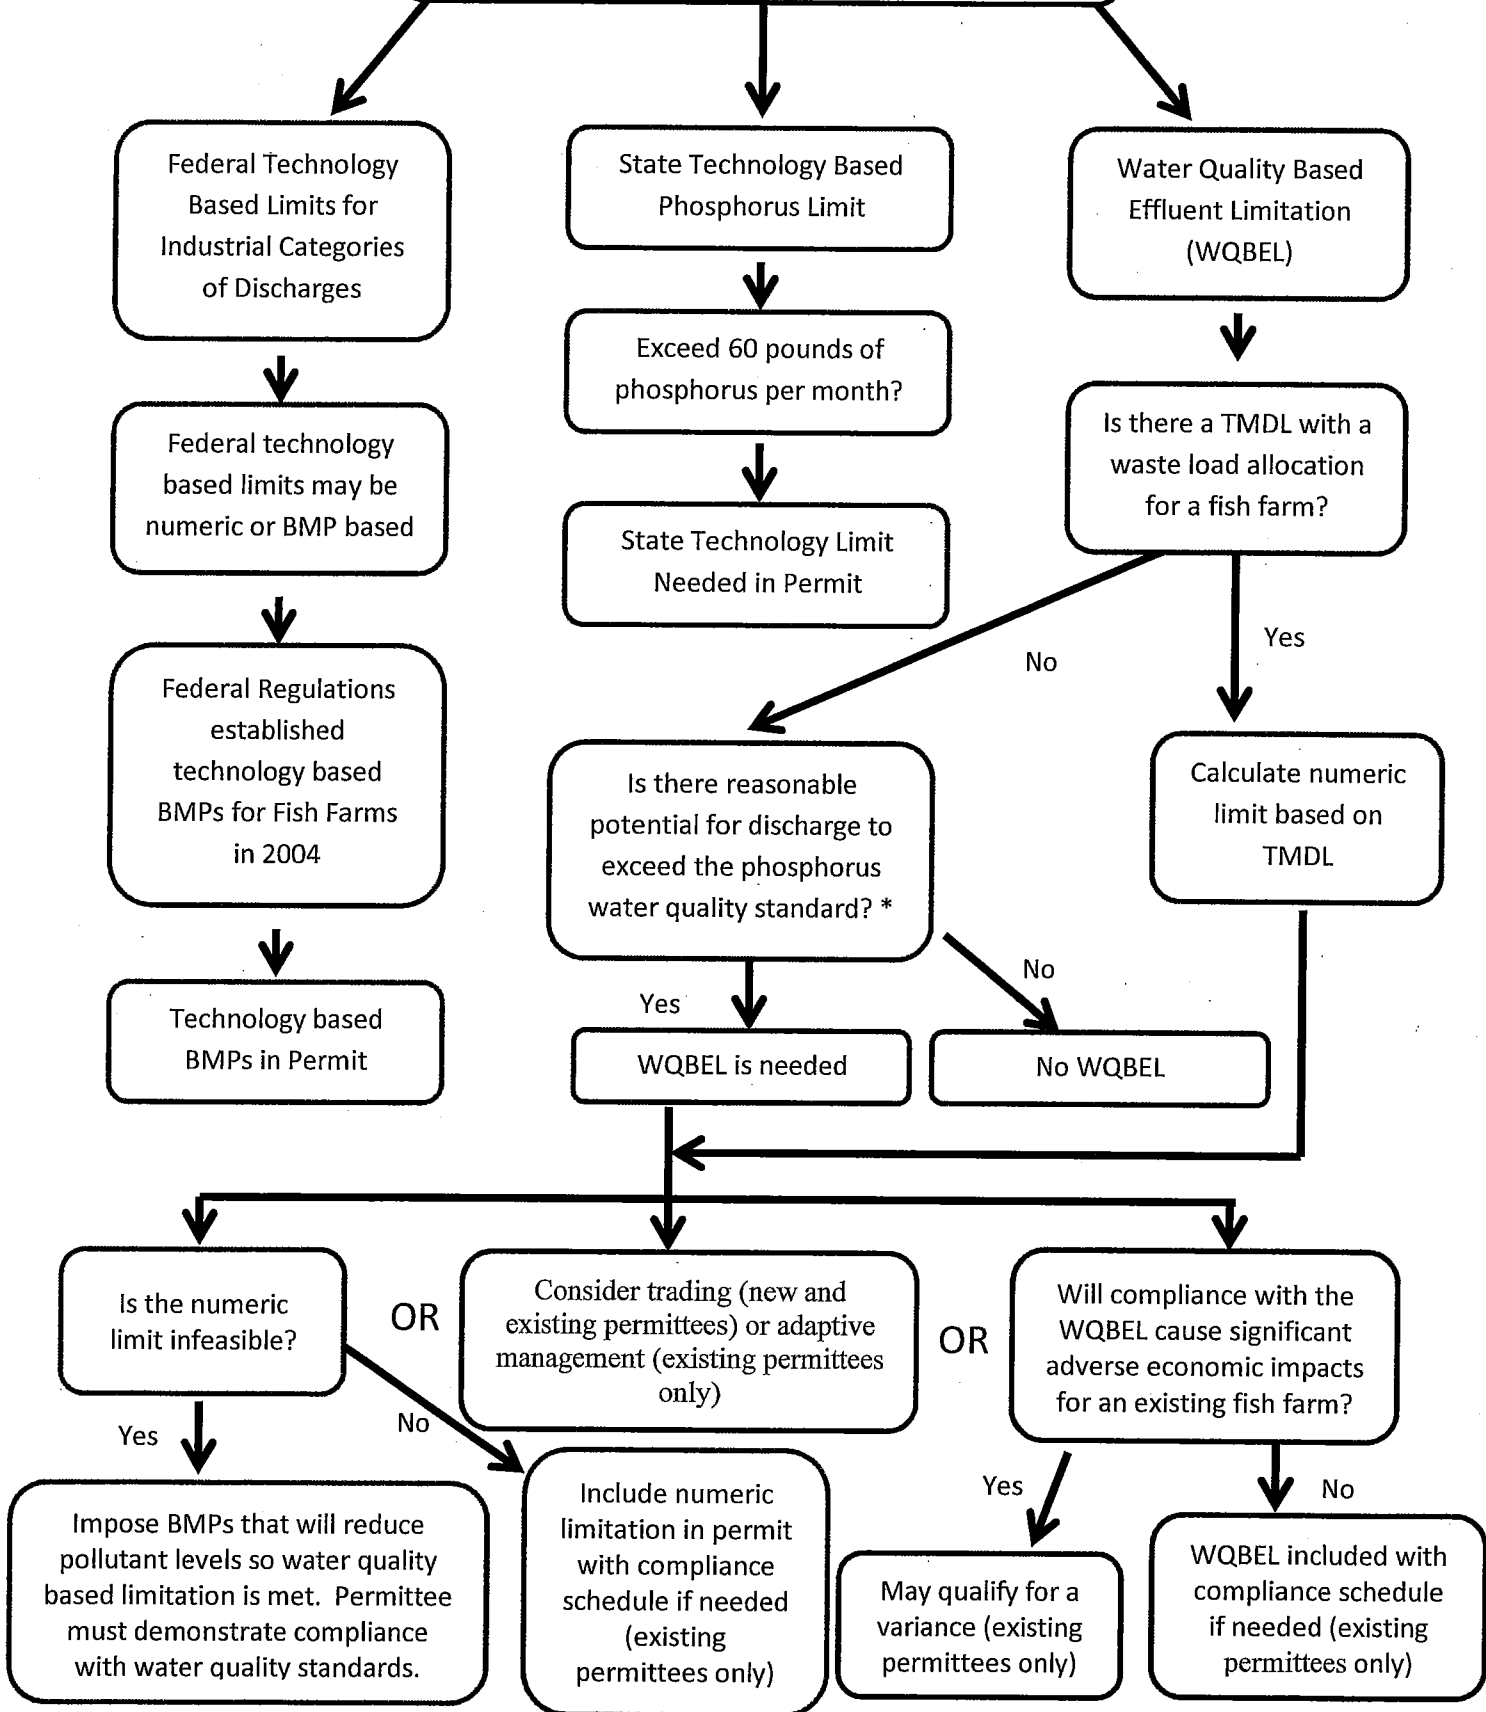 Federal Technology
Based Limits for
Industrial Categories
of Discharges
State Technology Based
Phosphorus Limit
Water Quality Based
Effluent Limitation
(WQBEL)
Exceed 60 pounds of
phosphorus per month?
Federal technology
based limits may be
numeric or BMP based
Is there a TMDL with a
waste load allocation
for a fish farm?
State Technology Limit
Needed in Permit
No
Yes
Federal Regulations
established
technology based
BMPs for Fish Farms
in 2004
Is there reasonable
potential for discharge to
exceed the phosphorus
water quality standard? *
Calculate numeric
limit based on
TMDL
Yes
No
Technology based
BMPs in Permit
WQBEL is needed
No WQBEL
Is the numeric
limit infeasible?
OR
Consider trading (new and
existing permittees) or adaptive
management (existing permittees
only)
OR
Will compliance with the
WQBEL cause significant
adverse economic impacts
for an existing fish farm?
Yes
No
Yes
No
Impose BMPs that will reduce
pollutant levels so water quality
based limitation is met.  Permittee
must demonstrate compliance
with water quality standards.
Include numeric
limitation in permit
with compliance
schedule if needed
(existing
permittees only)
May qualify for a
variance (existing
permittees only)
WQBEL included with
compliance schedule
if needed (existing
permittees only)